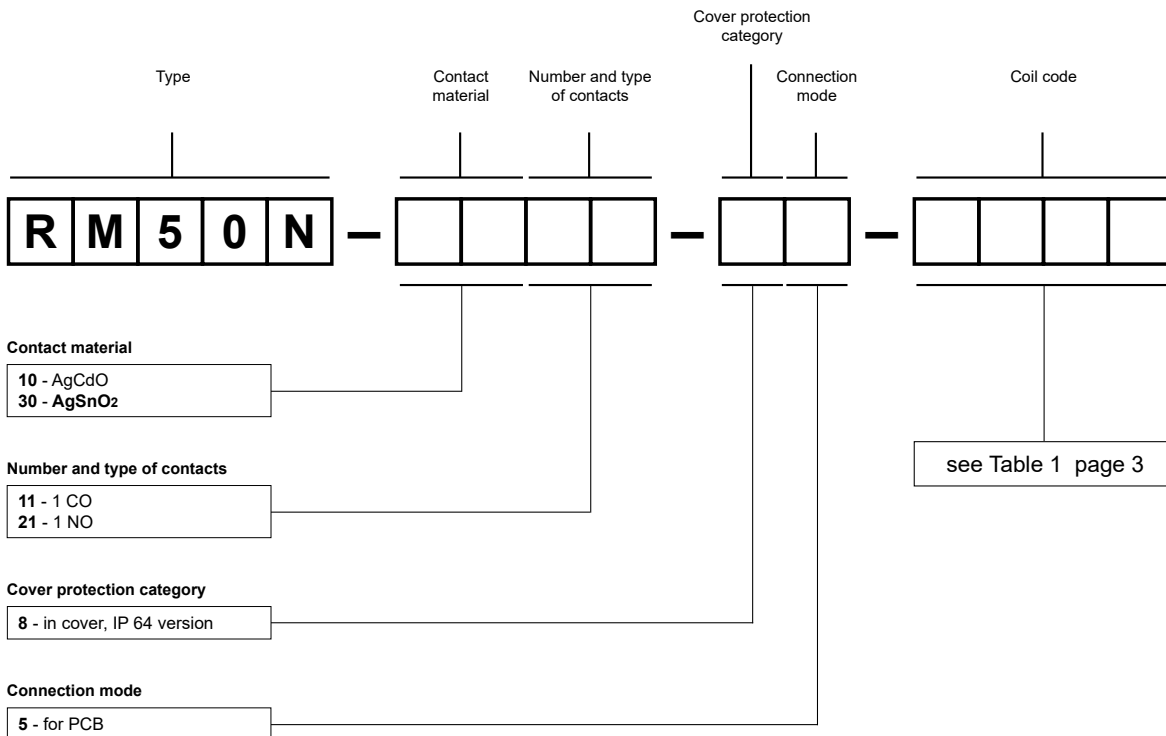 Cover protection
category
Type
Contact
material
Number and type
of contacts
Connection
mode
Coil code
R M 5 0 N – – –
Contact material
10 - AgCdO
30 - AgSnO2
Number and type of contacts
11 - 1 CO
21 - 1 NO
see Table 1 page 3
Cover protection category
8 - in cover, IP 64 version
Connection mode
5 - for PCB